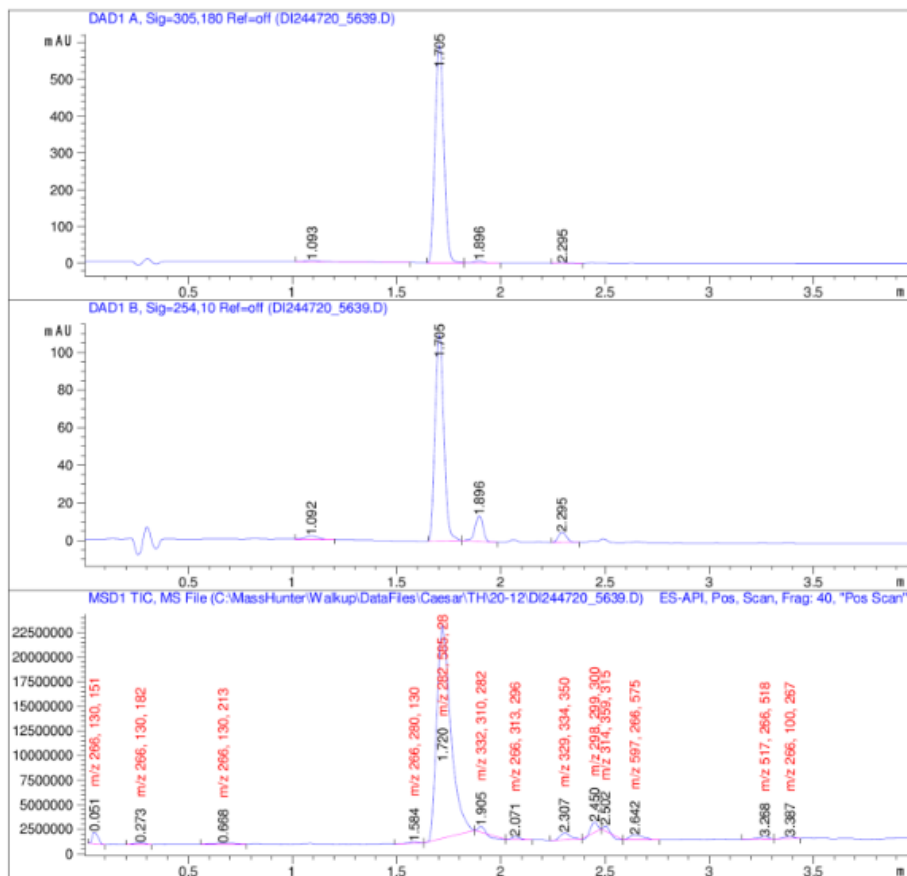 DAD1 A, Sig=305,180 Ref=off (DI244720_5639.D)
mAU
500
400
300
200
100
0
1.093
1.705
1.896
2.295
0.5 1 1.5 2 2.5 3 3.5 m
DAD1 B, Sig=254,10 Ref=off (DI244720_5639.D)
mAU
100
80
60
40
20
0
1.092
1.705
1.896
2.295
0.5 1 1.5 2 2.5 3 3.5 m
MSD1 TIC, MS File (C:\MassHunter\Walkup\DataFiles\Caesar\TH\20-12\DI244720_5639.D) ES-API, Pos, Scan, Frag: 40, "Pos Scan"
22500000
20000000
17500000
15000000
12500000
10000000
7500000
5000000
2500000
0
0.051 m/z 266, 130, 151
0.273 m/z 266, 130, 182
0.668 m/z 266, 130, 213
1.584 m/z 266, 280, 130
1.720 m/z 282, 585, 28
1.905 m/z 332, 310, 282
2.071 m/z 266, 313, 296
2.307 m/z 329, 334, 350
2.450 m/z 298, 299, 300
2.502 m/z 314, 359, 315
2.642 m/z 597, 266, 575
3.268 m/z 517, 266, 518
3.387 m/z 266, 100, 267
0.5 1 1.5 2 2.5 3 3.5 m